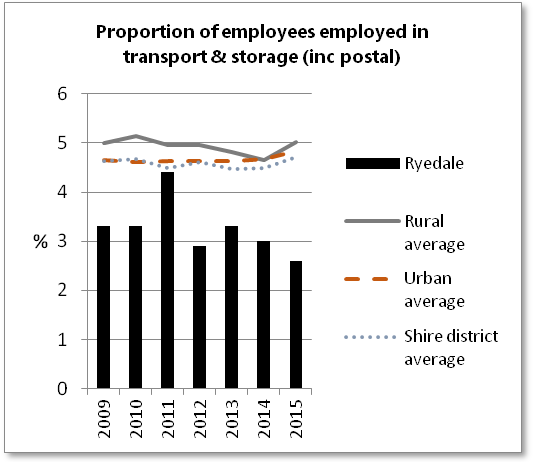 Proportion of employees employed in
transport & storage (inc postal)
6
5
4
3
2
1
0
%
2009
2010
2011
2012
2013
2014
2015
Ryedale
Rural
average
Urban
average
Shire district
average